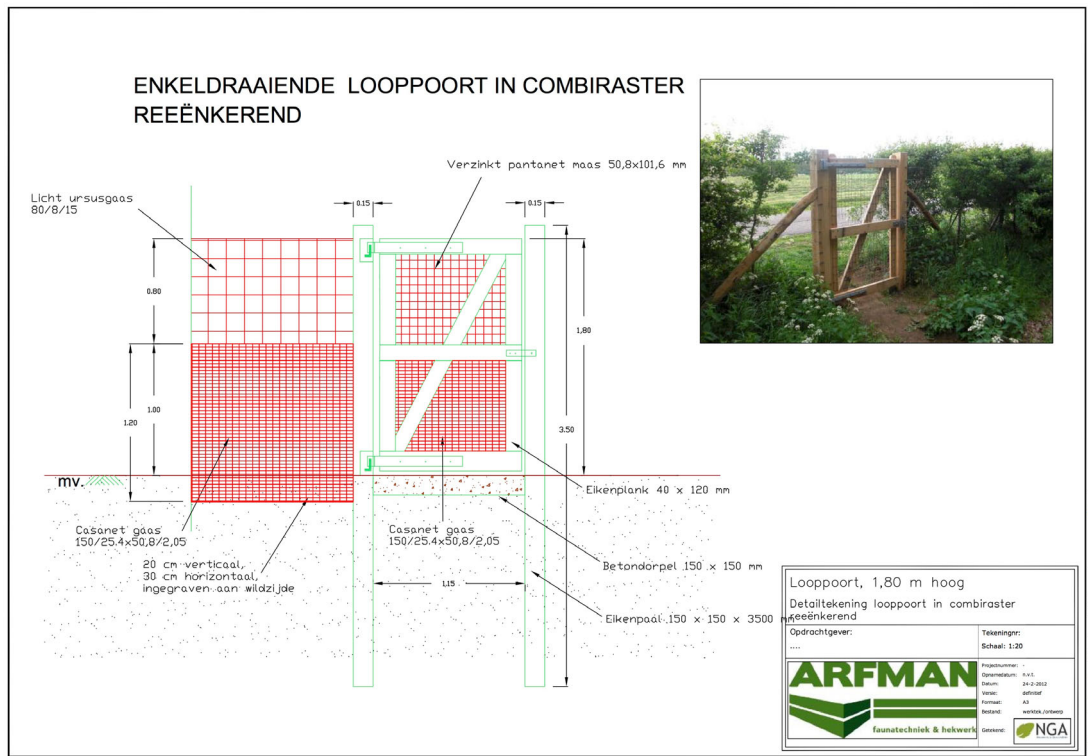 ENKELDRAAIENDE LOOPPOORT IN COMBIRASTER
REEËNKEREND
Verzinkt pantanet maas 50,8x101,6 mm
Licht ursusgaas
80/8/15
0.15
0.15
0.80
1,80
1.20
1.00
3.50
mv.
Eikenplank 40 x 120 mm
Casanet gaas
150/25.4x50,8/2,05
Casanet gaas
150/25.4x50,8/2,05
20 cm verticaal,
30 cm horizontaal,
ingegraven aan wildzijde
Betondorpel 150 x 150 mm
1.15
Eikenpaal 150 x 150 x 3500 mm
Looppoort, 1,80 m hoog
Detailtekening looppoort in combiraster
reeënkerend
Opdrachtgever:
....
Tekeningnr:
Schaal: 1:20
ARFMAN
faunatechniek & hekwerk
Projectnummer: -
Opnamedatum: n.v.t.
Datum: 24-2-2012
Versie: definitief
Formaat: A3
Bestand: werktek./ontwerp
Getekend: NGA